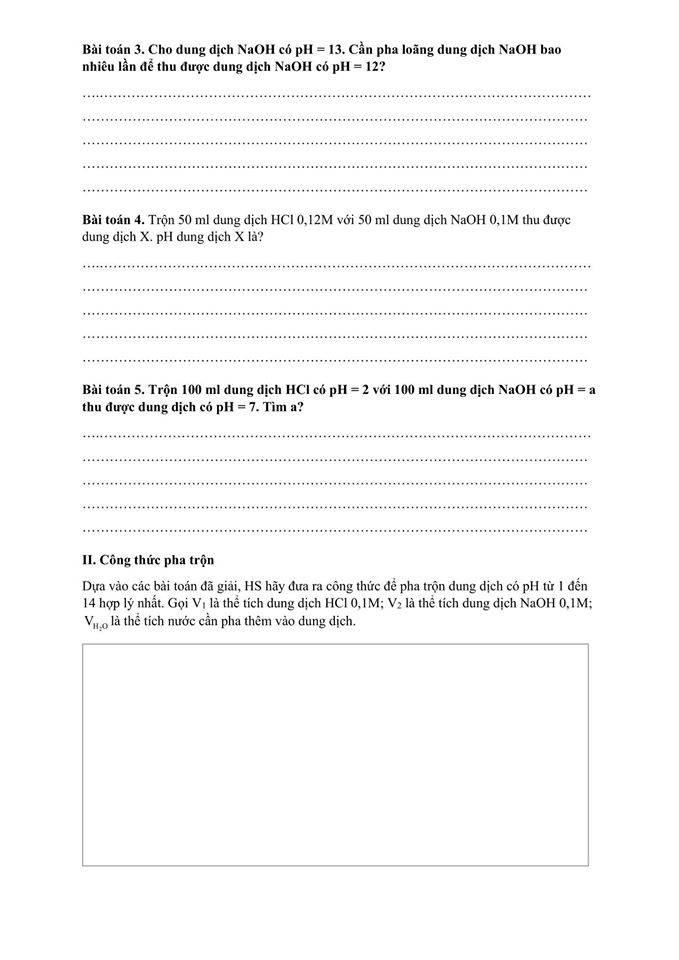 Bài toán 3. Cho dung dịch NaOH có pH = 13. Cần pha loãng dung dịch NaOH bao
nhiêu lần để thu được dung dịch NaOH có pH = 12?
Bài toán 4. Trộn 50 ml dung dịch HCl 0,12M với 50 ml dung dịch NaOH 0,1M thu được
dung dịch X. pH dung dịch X là?
Bài toán 5. Trộn 100 ml dung dịch HCl có pH = 2 với 100 ml dung dịch NaOH có pH = a
thu được dung dịch có pH = 7. Tìm a?
II. Công thức pha trộn
Dựa vào các bài toán đã giải, HS hãy đưa ra công thức để pha trộn dung dịch có pH từ 1 đến
14 hợp lý nhất. Gọi V₁ là thể tích dung dịch HCl 0,1M; V₂ là thể tích dung dịch NaOH 0,1M;
V_H₂O là thể tích nước cần pha thêm vào dung dịch.